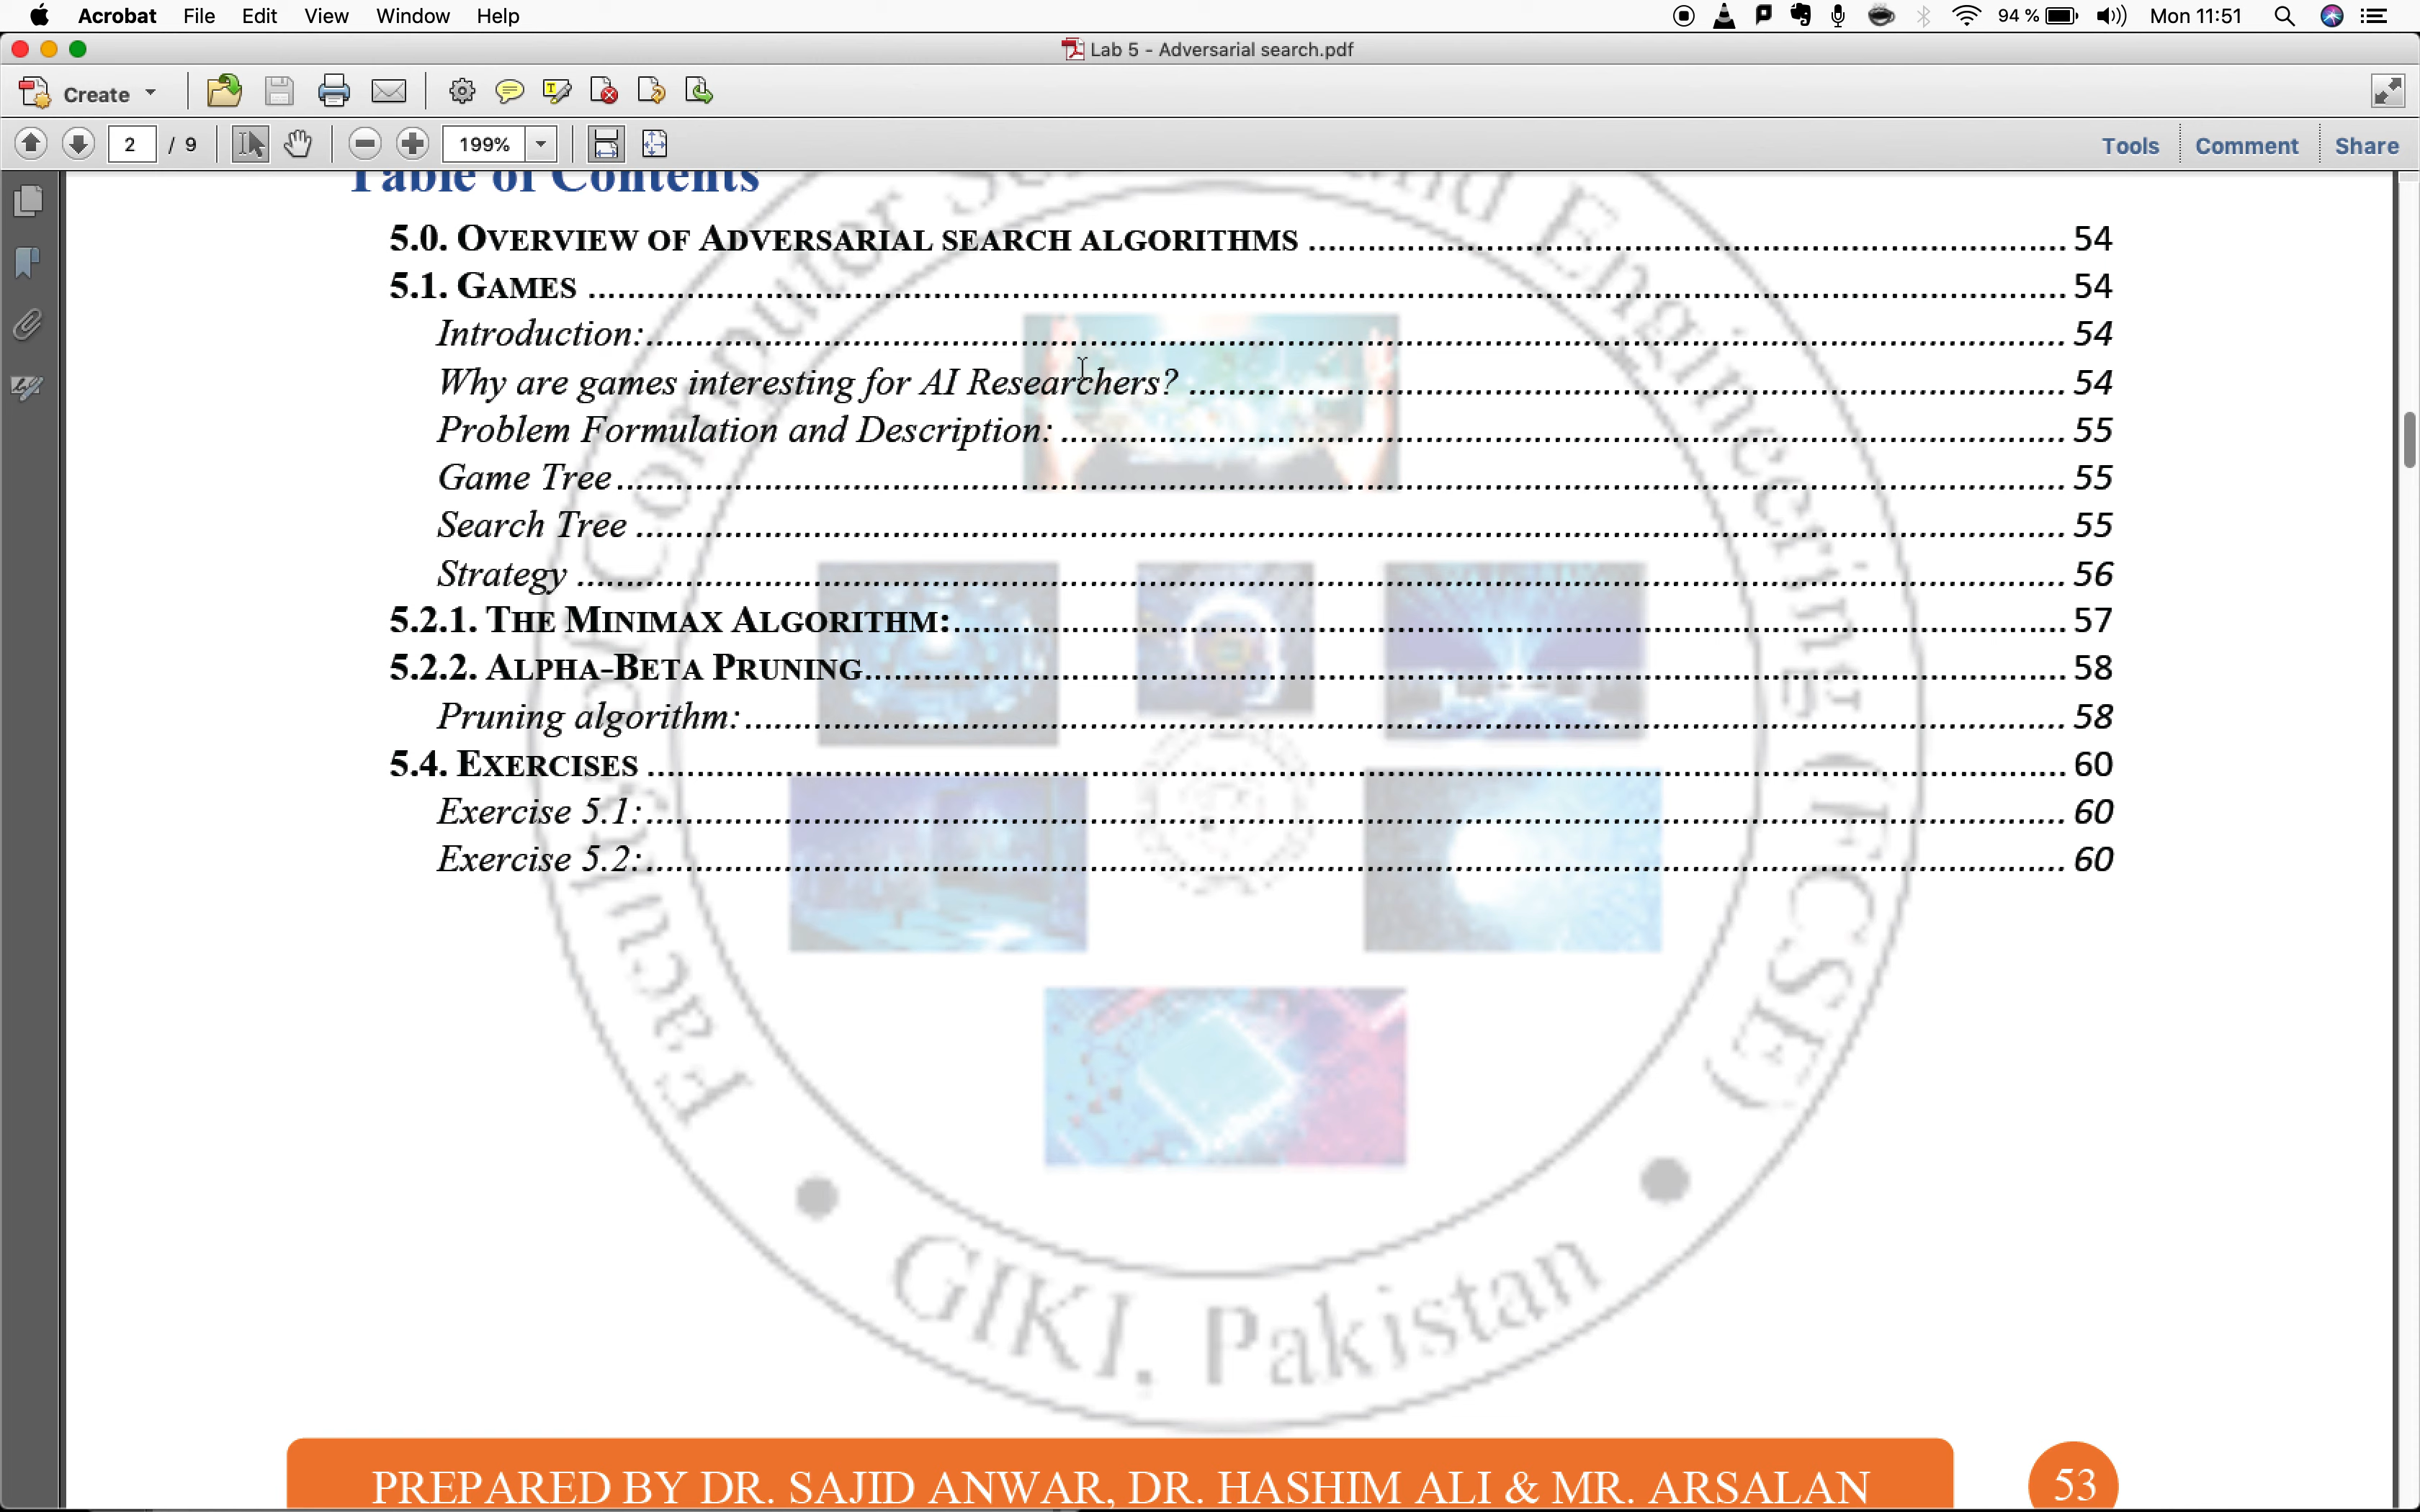 Acrobat File Edit View Window Help 94 % Mon 11:51
Lab 5 - Adversarial search.pdf
Create
2 / 9 199% Tools Comment Share
Table of Contents
5.0. OVERVIEW OF ADVERSARIAL SEARCH ALGORITHMS ........ 54
5.1. GAMES ........ 54
Introduction: ........ 54
Why are games interesting for AI Researchers? ........ 54
Problem Formulation and Description: ........ 55
Game Tree ........ 55
Search Tree ........ 55
Strategy ........ 56
5.2.1. THE MINIMAX ALGORITHM: ........ 57
5.2.2. ALPHA-BETA PRUNING ........ 58
Pruning algorithm: ........ 58
5.4. EXERCISES ........ 60
Exercise 5.1: ........ 60
Exercise 5.2: ........ 60
Computer and Engineering (FCSE)
GIKI, Pakistan
PREPARED BY DR. SAJID ANWAR, DR. HASHIM ALI & MR. ARSALAN
53